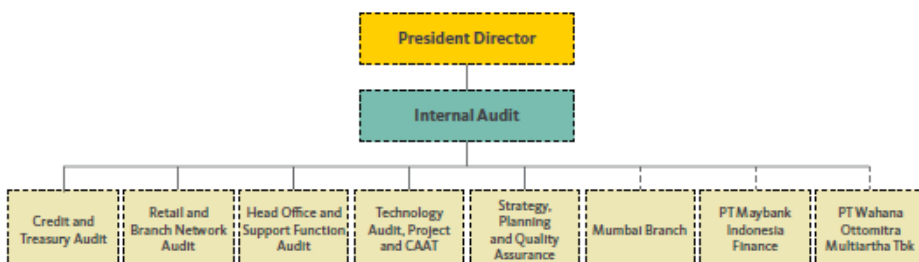 President Director
Internal Audit
Credit and
Treasury Audit
Retail and
Branch Network
Audit
Head Office and
Support Function
Audit
Technology
Audit, Project
and CAAT
Strategy,
Planning
and Quality
Assurance
Mumbai Branch
PT Maybank
Indonesia
Finance
PT Wahana
Ottomitra
Multiartha Tbk